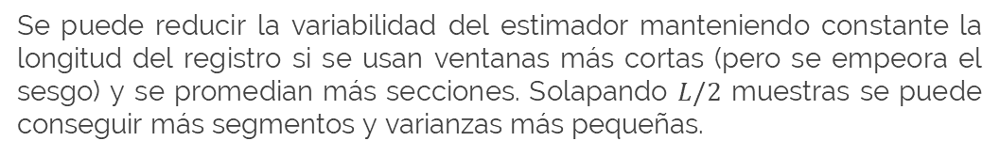 Se puede reducir la variabilidad del estimador manteniendo constante la
longitud del registro si se usan ventanas más cortas (pero se empeora el
sesgo) y se promedian más secciones. Solapando L/2 muestras se puede
conseguir más segmentos y varianzas más pequeñas.